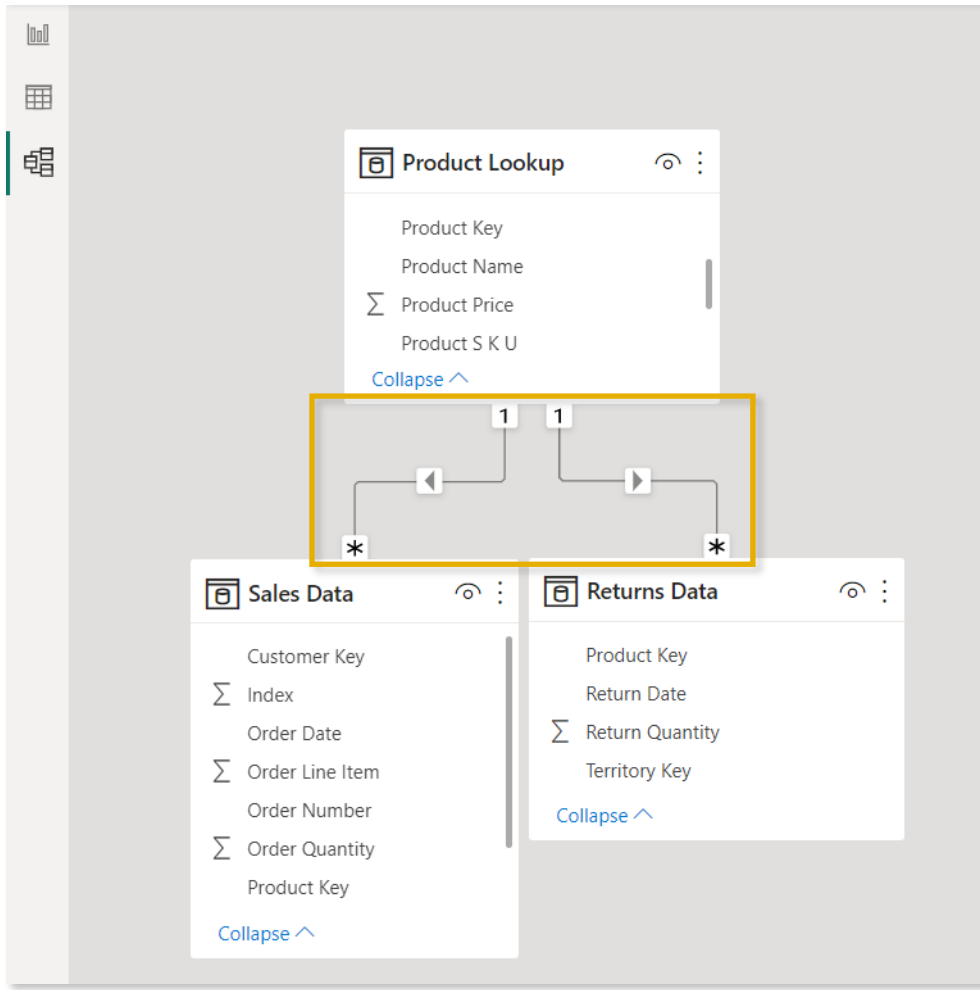 Product Lookup
Product Key
Product Name
Product Price
Product S K U
Collapse
1
1
*
*
Sales Data
Customer Key
Index
Order Date
Order Line Item
Order Number
Order Quantity
Product Key
Collapse
Returns Data
Product Key
Return Date
Return Quantity
Territory Key
Collapse